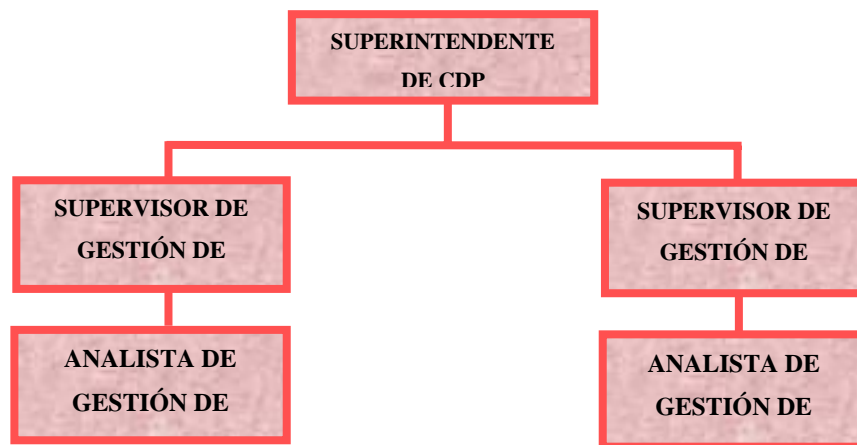 SUPERINTENDENTE
DE CDP
SUPERVISOR DE
GESTIÓN DE
SUPERVISOR DE
GESTIÓN DE
ANALISTA DE
GESTIÓN DE
ANALISTA DE
GESTIÓN DE